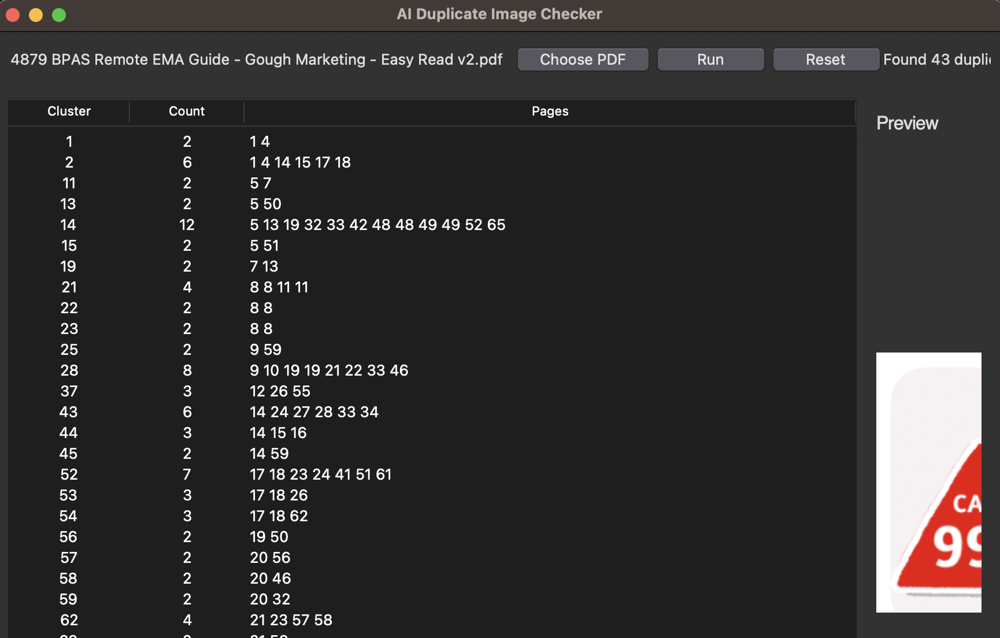 AI Duplicate Image Checker
4879 BPAS Remote EMA Guide - Gough Marketing - Easy Read v2.pdf Choose PDF Run Reset Found 43
Cluster Count Pages
Preview
1 2 1 4
2 6 1 4 14 15 17 18
11 2 5 7
13 2 5 50
14 12 5 13 19 32 33 42 48 48 49 49 52 65
15 2 5 51
19 2 7 13
21 4 8 8 11 11
22 2 8 8
23 2 8 8
25 2 9 59
28 8 9 10 19 19 21 22 33 46
37 3 12 26 55
43 6 14 24 27 28 33 34
44 3 14 15 16
45 2 14 59
52 7 17 18 23 24 41 51 61
53 3 17 18 26
54 3 17 18 62
56 2 19 50
57 2 20 56
58 2 20 46
59 2 20 32
62 4 21 23 57 58
CA
99